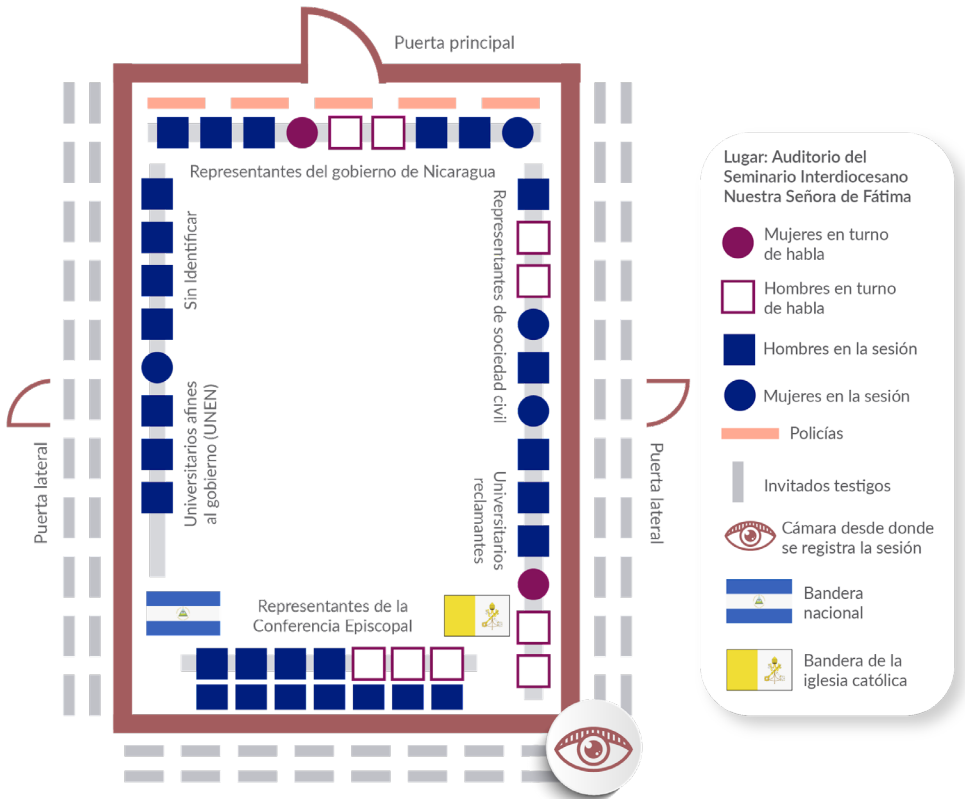 Puerta principal
Representantes del gobierno de Nicaragua
Sin Identificar
Universitarios afines
al gobierno (UNEN)
Representantes de sociedad civil
Universitarios
reclamantes
Puerta lateral
Puerta lateral
Representantes de la
Conferencia Episcopal
Lugar: Auditorio del
Seminario Interdiocesano
Nuestra Señora de Fátima
Mujeres en turno
de habla
Hombres en turno
de habla
Hombres en la sesión
Mujeres en la sesión
Policías
Invitados testigos
Cámara desde donde
se registra la sesión
Bandera
nacional
Bandera de la
iglesia católica